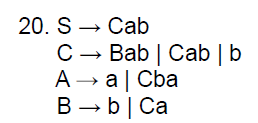 20. S → Cab
C → Bab | Cab | b
A → a | Cba
B → b | Ca